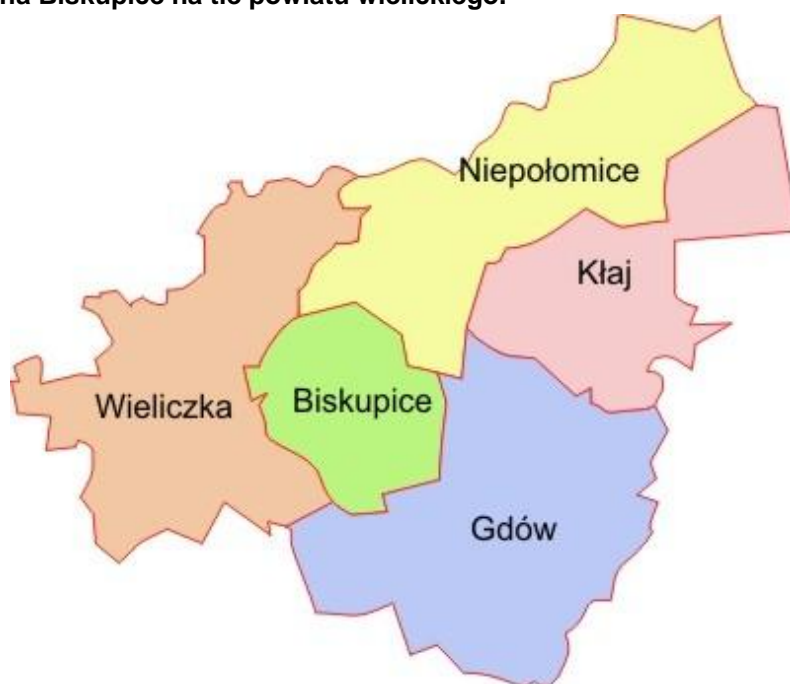 na Biskupice na tle powiatu wielickiego.
Niepołomice
Kłaj
Wieliczka
Biskupice
Gdów